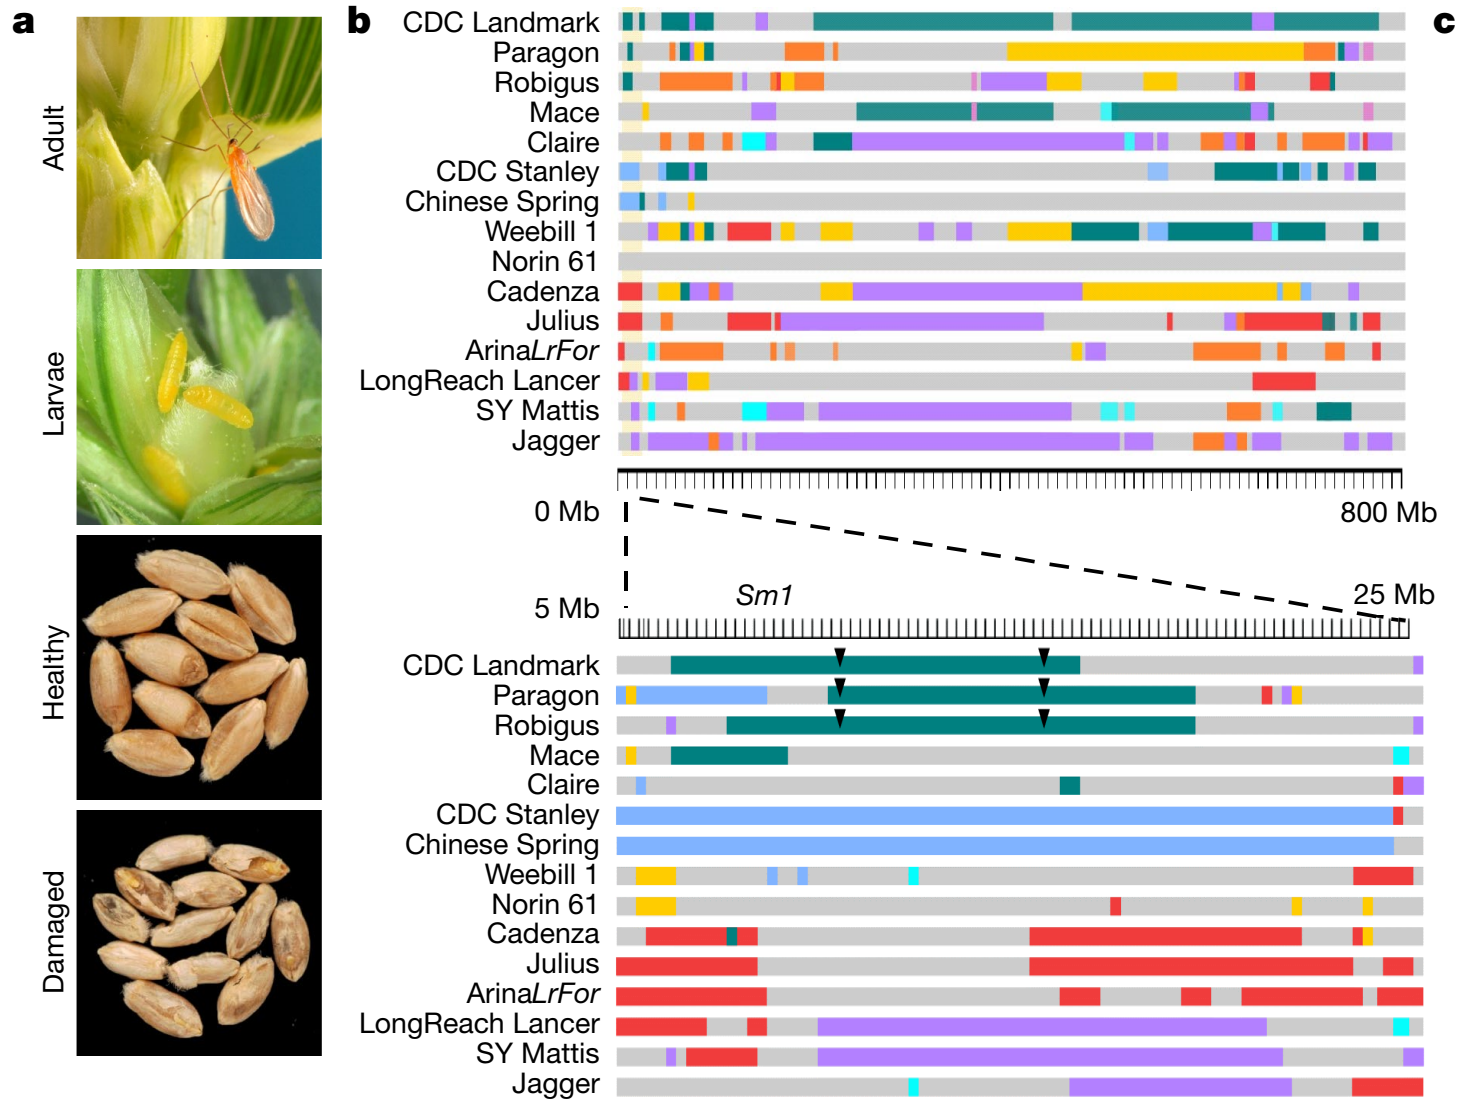 a
Adult
Larvae
Healthy
Damaged
b
CDC Landmark
Paragon
Robigus
Mace
Claire
CDC Stanley
Chinese Spring
Weebill 1
Norin 61
Cadenza
Julius
ArinaLrFor
LongReach Lancer
SY Mattis
Jagger
0 Mb
800 Mb
5 Mb
Sm1
25 Mb
CDC Landmark
Paragon
Robigus
Mace
Claire
CDC Stanley
Chinese Spring
Weebill 1
Norin 61
Cadenza
Julius
ArinaLrFor
LongReach Lancer
SY Mattis
Jagger
c